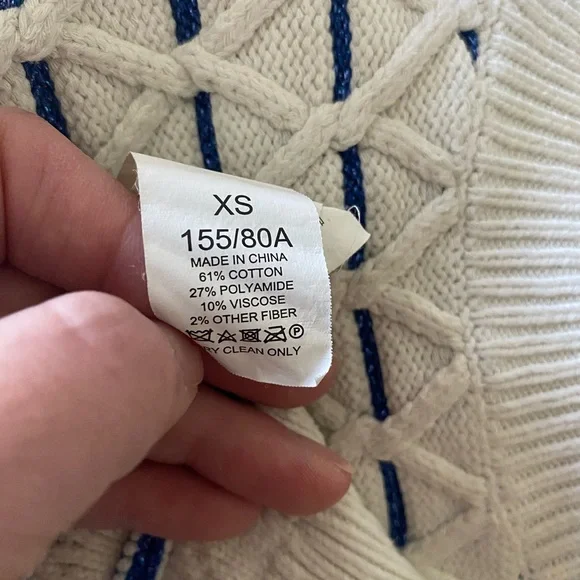 XS
155/80A
MADE IN CHINA
61% COTTON
27% POLYAMIDE
10% VISCOSE
2% OTHER FIBER
CLEAN ONLY